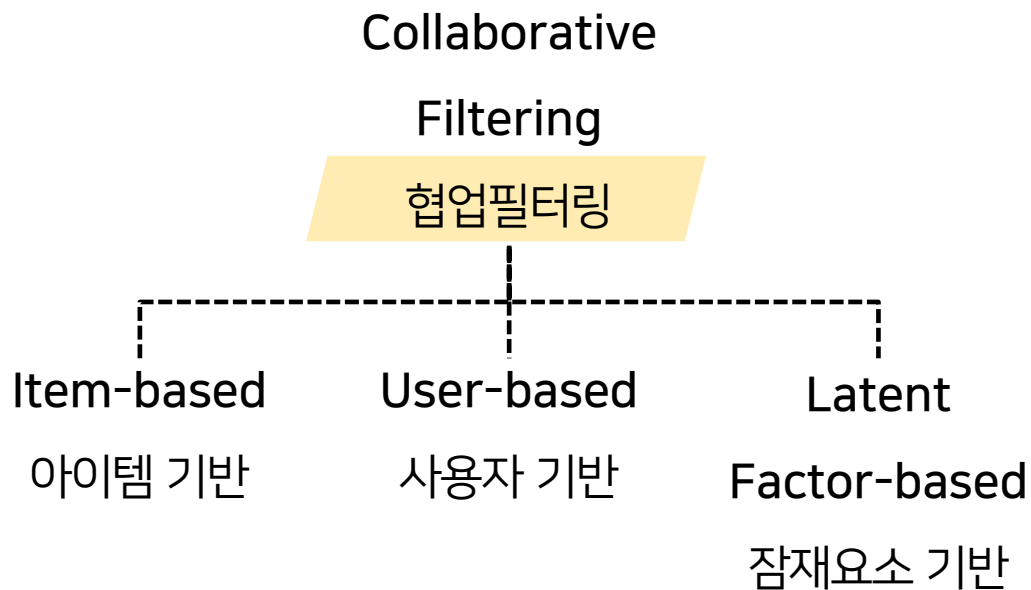 Collaborative
Filtering
협업필터링
Item-based
아이템 기반
User-based
사용자 기반
Latent
Factor-based
잠재요소 기반